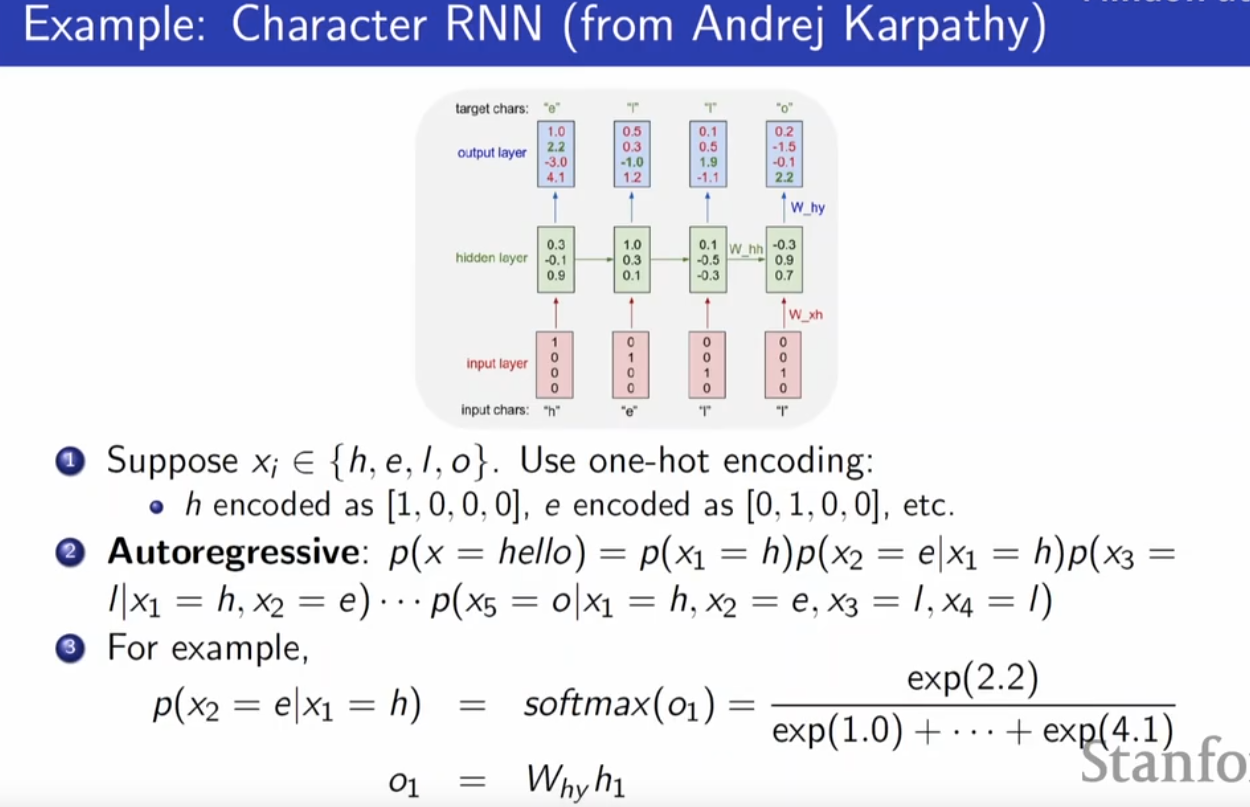 Example: Character RNN (from Andrej Karpathy)
target chars: "e" "l" "l" "o"
output layer
1.0 0.5 0.1 0.2
2.2 0.3 0.5 -1.5
-3.0 -1.0 1.9 -0.1
4.1 1.2 -1.1 2.2
W_hy
hidden layer
0.3 1.0 0.1 W_hh -0.3
-0.1 0.3 -0.5 0.9
0.9 0.1 -0.3 0.7
W_xh
input layer
1 0 0 0
0 1 0 0
0 0 1 1
0 0 0 0
input chars: "h" "e" "l" "l"
1 Suppose xᵢ ∈ {h, e, l, o}. Use one-hot encoding:
• h encoded as [1, 0, 0, 0], e encoded as [0, 1, 0, 0], etc.
2 Autoregressive: p(x = hello) = p(x₁ = h)p(x₂ = e|x₁ = h)p(x₃ =
l|x₁ = h, x₂ = e) · · · p(x₅ = o|x₁ = h, x₂ = e, x₃ = l, x₄ = l)
3 For example,
p(x₂ = e|x₁ = h) = softmax(o₁) = exp(2.2) / exp(1.0) + · · · + exp(4.1)
o₁ = W_hy h₁
Stanfo